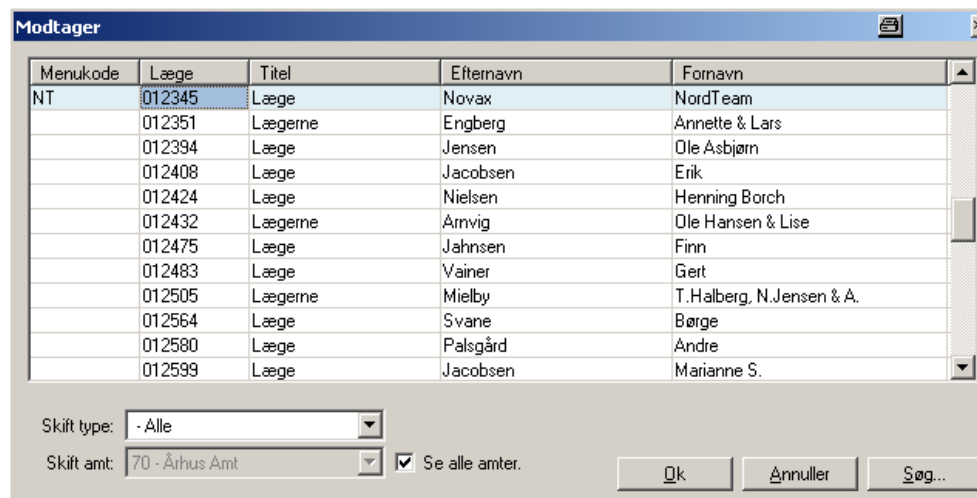 Modtager
Menukode Læge Titel Efternavn Fornavn
NT 012345 Læge Novax NordTeam
012351 Lægerne Engberg Annette & Lars
012394 Læge Jensen Ole Asbjørn
012408 Læge Jacobsen Erik
012424 Læge Nielsen Henning Borch
012432 Lægerne Arnvig Ole Hansen & Lise
012475 Læge Jahnsen Finn
012483 Læge Vainer Gert
012505 Lægerne Mielby T.Halberg, N.Jensen & A.
012564 Læge Svane Børge
012580 Læge Palsgård Andre
012599 Læge Jacobsen Marianne S.
Skift type: - Alle
Skift amt: 70 - Århus Amt Se alle amter.
Ok Annuller Søg...